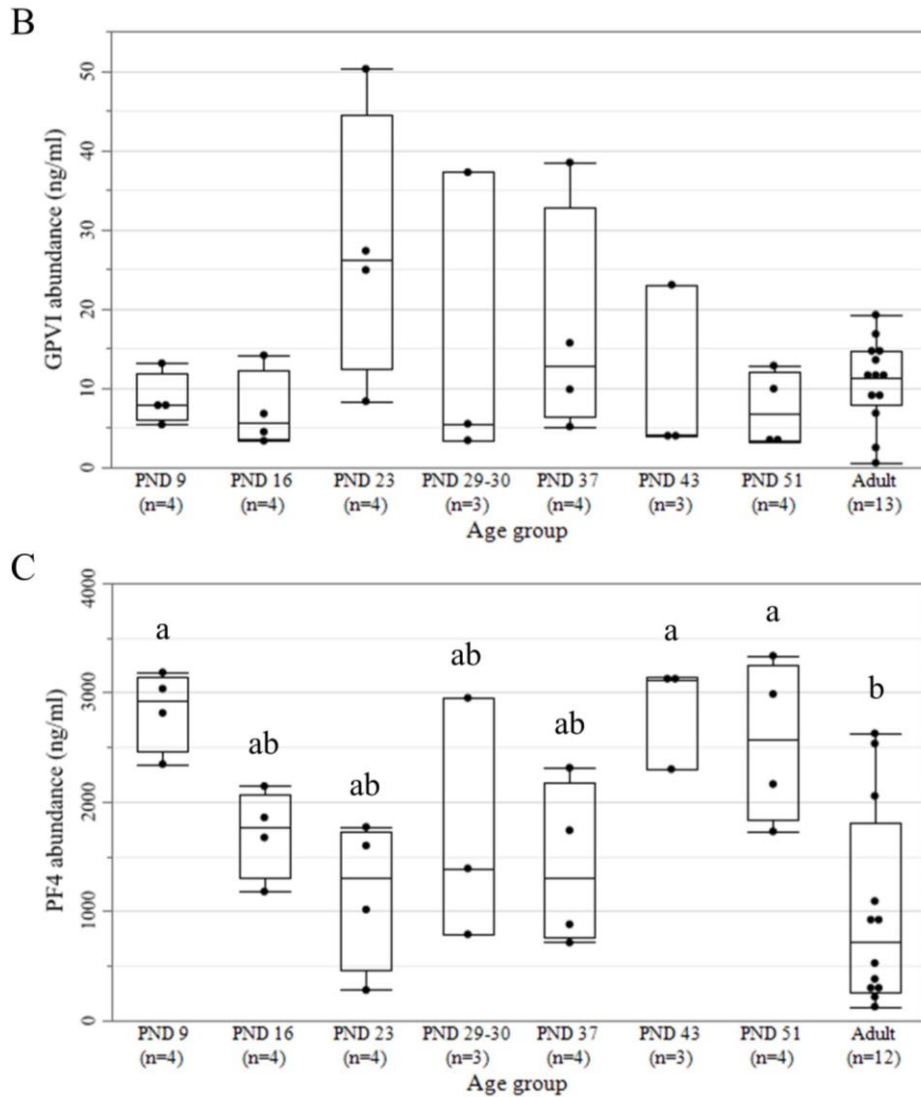 B
GPVI abundance (ng/ml)
50
40
30
20
10
0
PND 9 PND 16 PND 23 PND 29-30 PND 37 PND 43 PND 51 Adult
(n=4) (n=4) (n=4) (n=3) (n=4) (n=3) (n=4) (n=13)
Age group
C
PF4 abundance (ng/ml)
4000
3000
2000
1000
0
a ab ab ab ab a a b
PND 9 PND 16 PND 23 PND 29-30 PND 37 PND 43 PND 51 Adult
(n=4) (n=4) (n=4) (n=3) (n=4) (n=3) (n=4) (n=12)
Age group